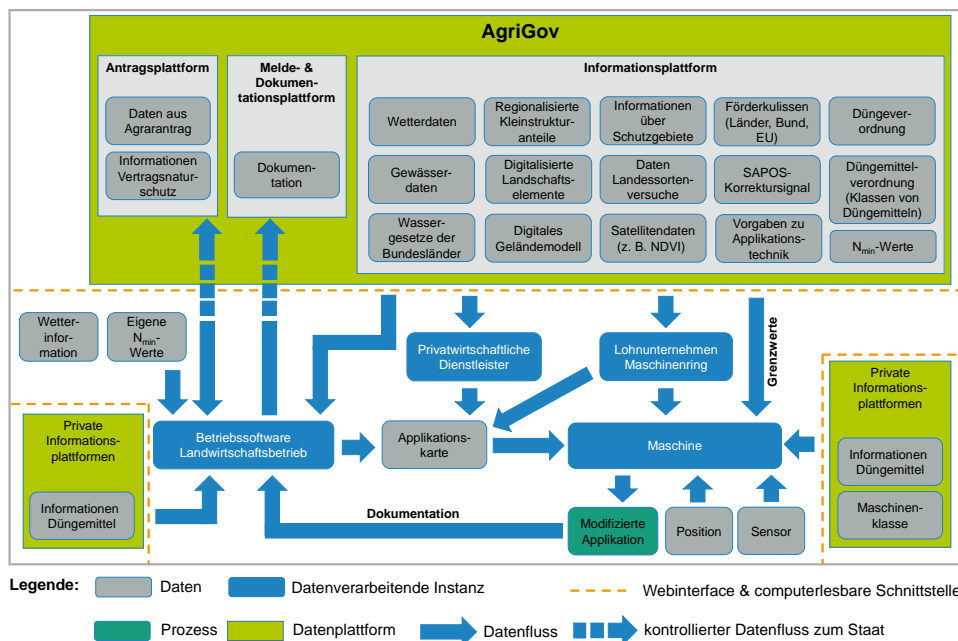 AgriGov
Antragsplattform
Daten aus
Agrarantrag
Informationen
Vertragsnatur-
schutz
Melde- &
Dokumen-
tationsplattform
Dokumen-
tation
Informationsplattform
Wetterdaten
Regionalisierte
Kleinstruktur-
anteile
Informationen
über
Schutzgebiete
Förderkulissen
(Länder, Bund,
EU)
Düngever-
ordnung
Gewässer-
daten
Digitalisierte
Landschafts-
elemente
Daten
Landessorten-
versuche
SAPOS-
Korrektursignal
Düngemittel-
verordnung
(Klassen von
Düngemitteln)
Wasser-
gesetze der
Bundesländer
Digitales
Geländemodell
Satellitendaten
(z. B. NDVI)
Vorgaben zu
Applikations-
technik
Nmin-Werte
Wetter-
information
Eigene
Nmin-
Werte
Privatwirtschaftliche
Dienstleister
Lohnunternehmen
Maschinenring
Grenzwerte
Private
Informations-
plattformen
Informationen
Düngemittel
Betriebssoftware
Landwirtschaftsbetrieb
Applikations-
karte
Maschine
Private
Informations-
plattformen
Informationen
Düngemittel
Maschinen-
klasse
Dokumentation
Modifizierte
Applikation
Position
Sensor
Legende:
Daten
Datenverarbeitende Instanz
Webinterface & computerlesbare Schnittstelle
Prozess
Datenplattform
Datenfluss
kontrollierter Datenfluss zum Staat